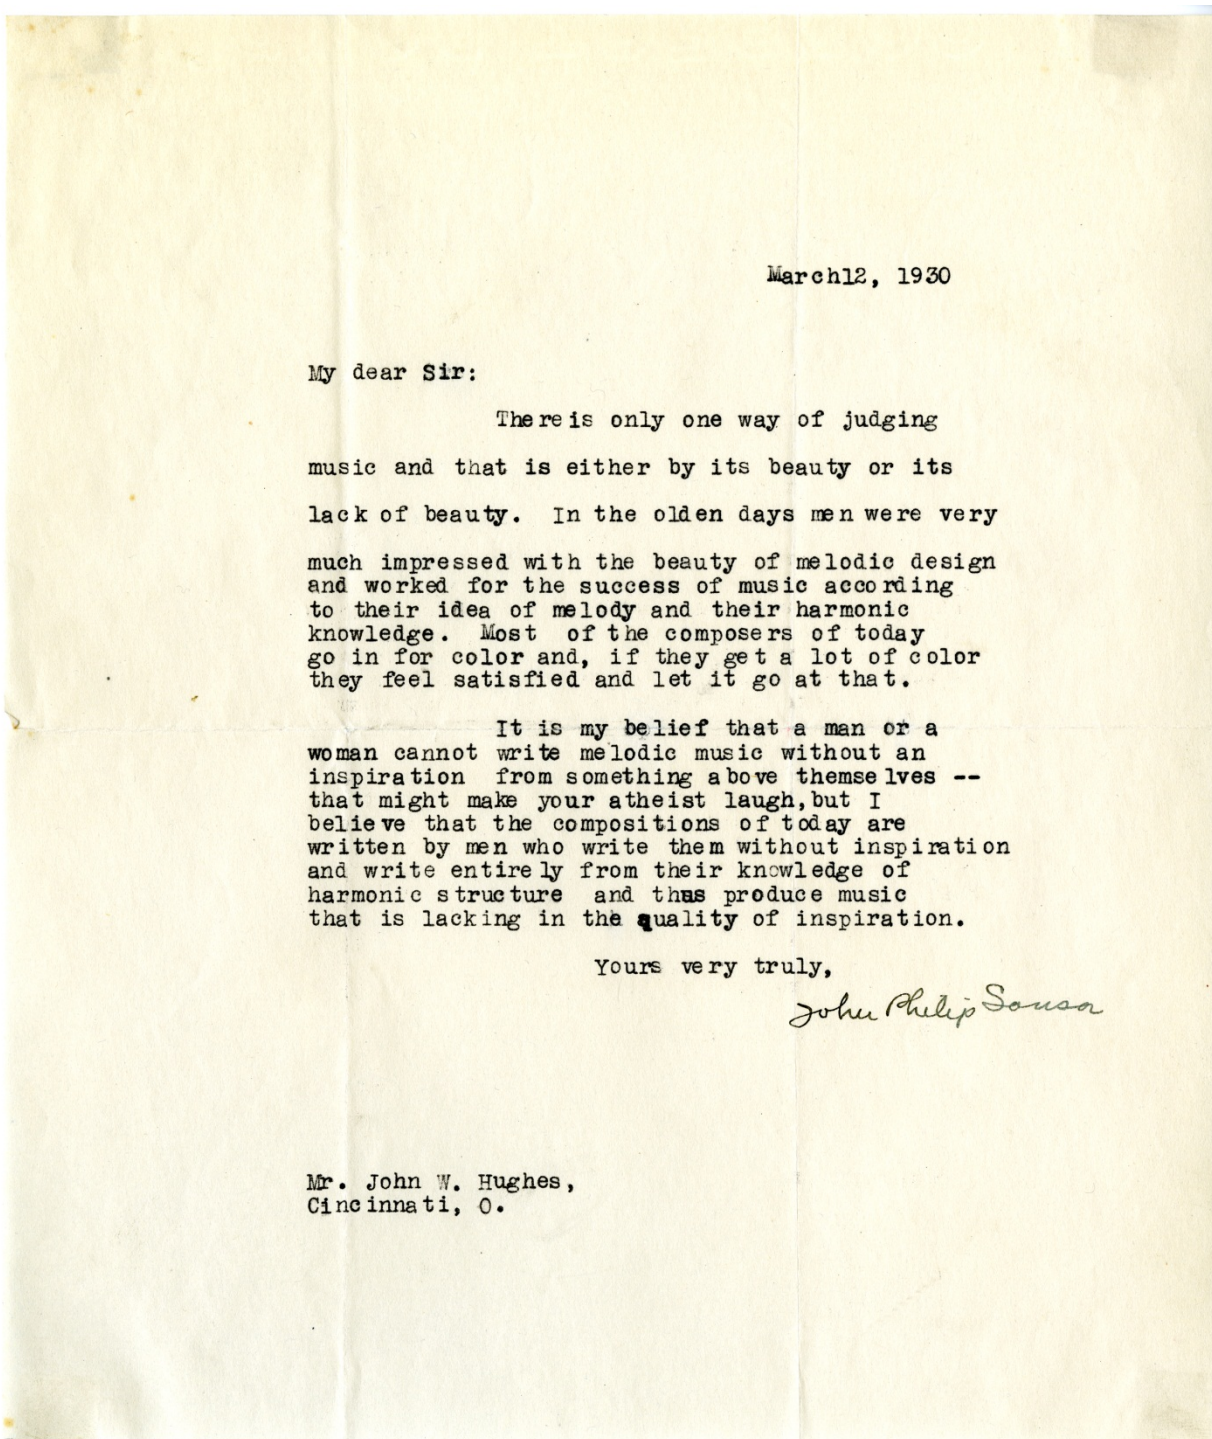 March12, 1930
My dear Sir:
There is only one way of judging
music and that is either by its beauty or its
lack of beauty. In the olden days men were very
much impressed with the beauty of melodic design
and worked for the success of music according
to their idea of melody and their harmonic
knowledge. Most of the composers of today
go in for color and, if they get a lot of color
they feel satisfied and let it go at that.
It is my belief that a man or a
woman cannot write melodic music without an
inspiration from something above themselves --
that might make your atheist laugh,but I
believe that the compositions of today are
written by men who write them without inspiration
and write entirely from their knowledge of
harmonic structure and thus produce music
that is lacking in the quality of inspiration.
Yours very truly,
John Philip Sousa
Mr. John W. Hughes,
Cincinnati, O.